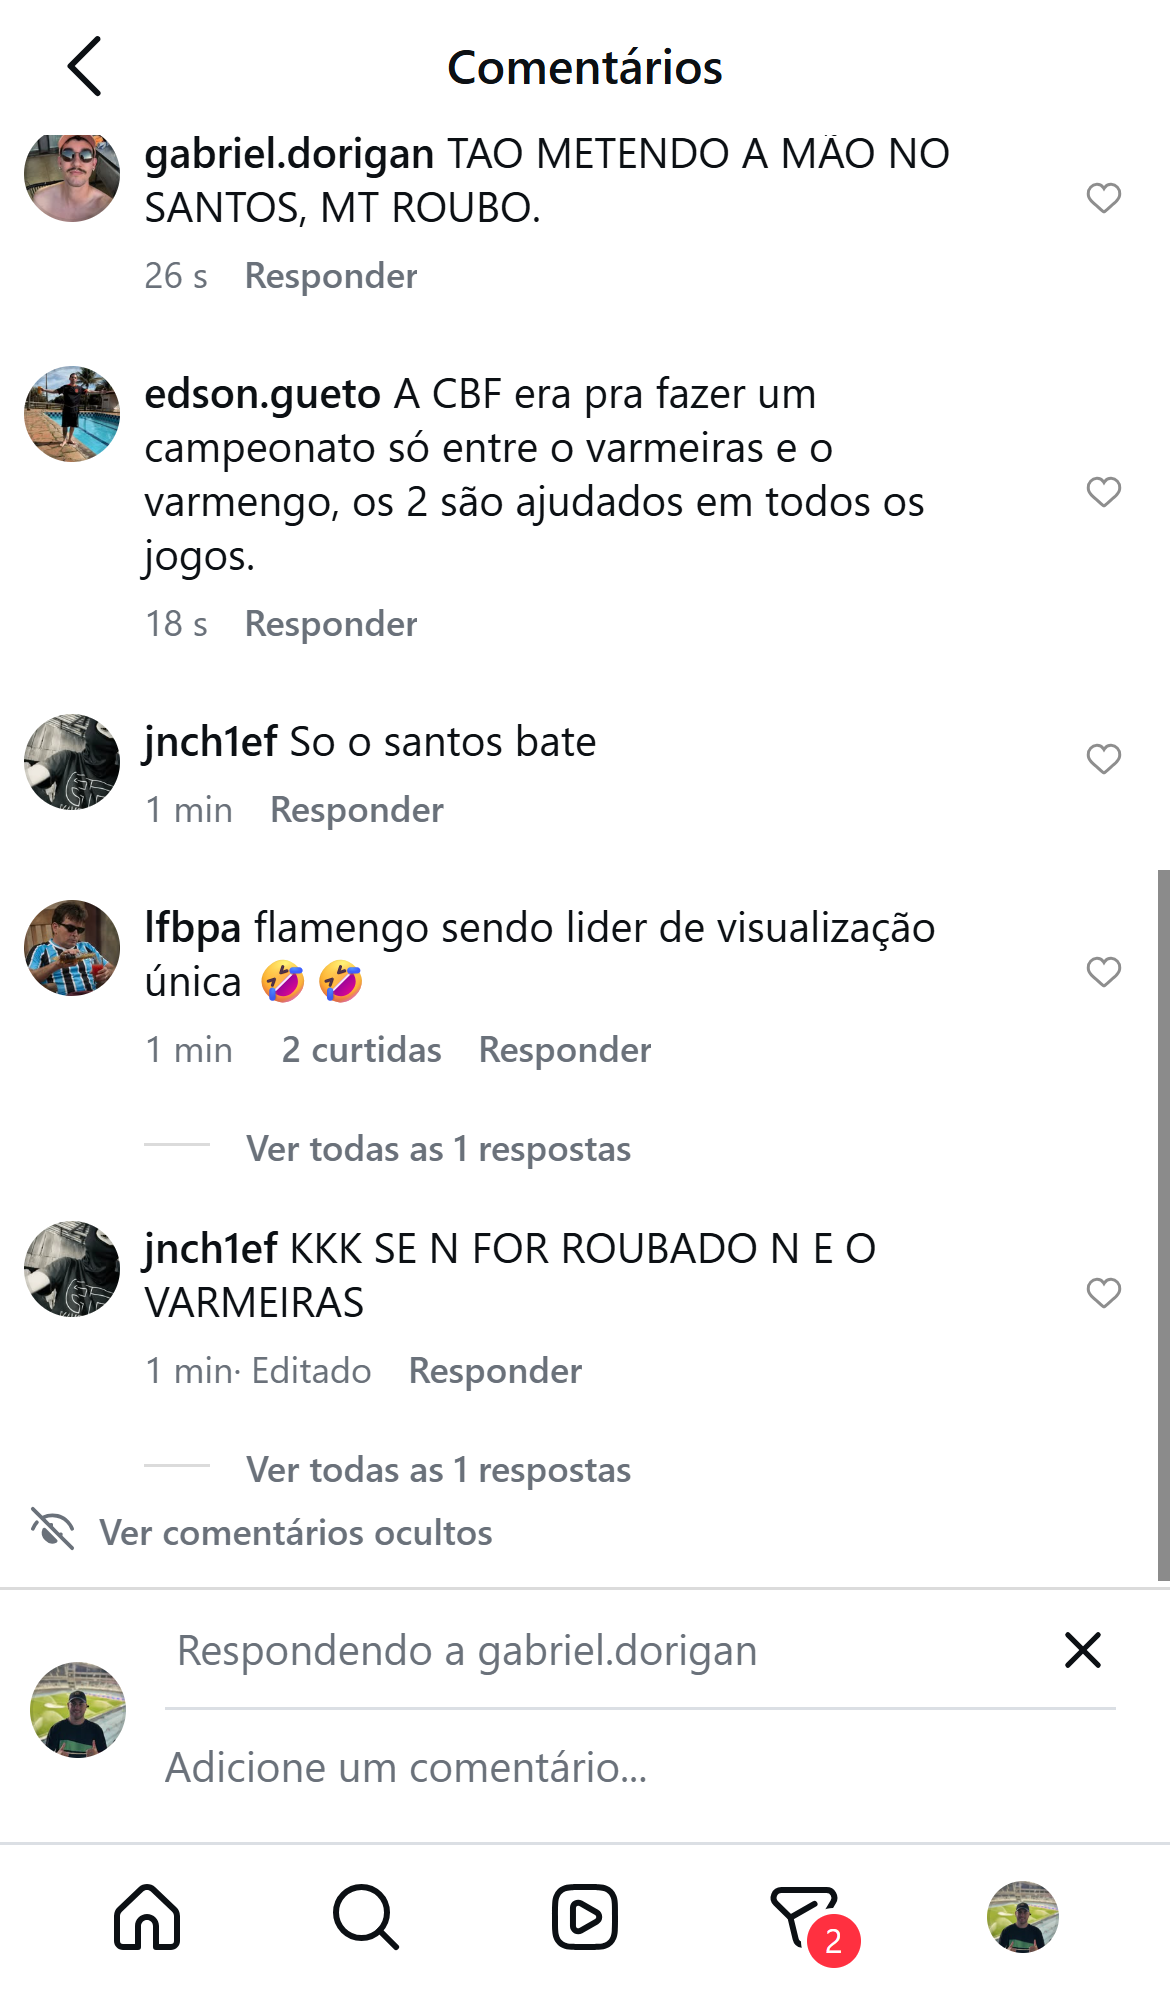 Comentários
gabriel.dorigan TAO METENDO A MÃO NO
SANTOS, MT ROUBO.
26 s Responder
edson.gueto A CBF era pra fazer um
campeonato só entre o varmeiras e o
varmengo, os 2 são ajudados em todos os
jogos.
18 s Responder
jnch1ef So o santos bate
1 min Responder
lfbpa flamengo sendo lider de visualização
única 🤣 🤣
1 min 2 curtidas Responder
Ver todas as 1 respostas
jnch1ef KKK SE N FOR ROUBADO N E O
VARMEIRAS
1 min· Editado Responder
Ver todas as 1 respostas
Ver comentários ocultos
Respondendo a gabriel.dorigan
Adicione um comentário...
2